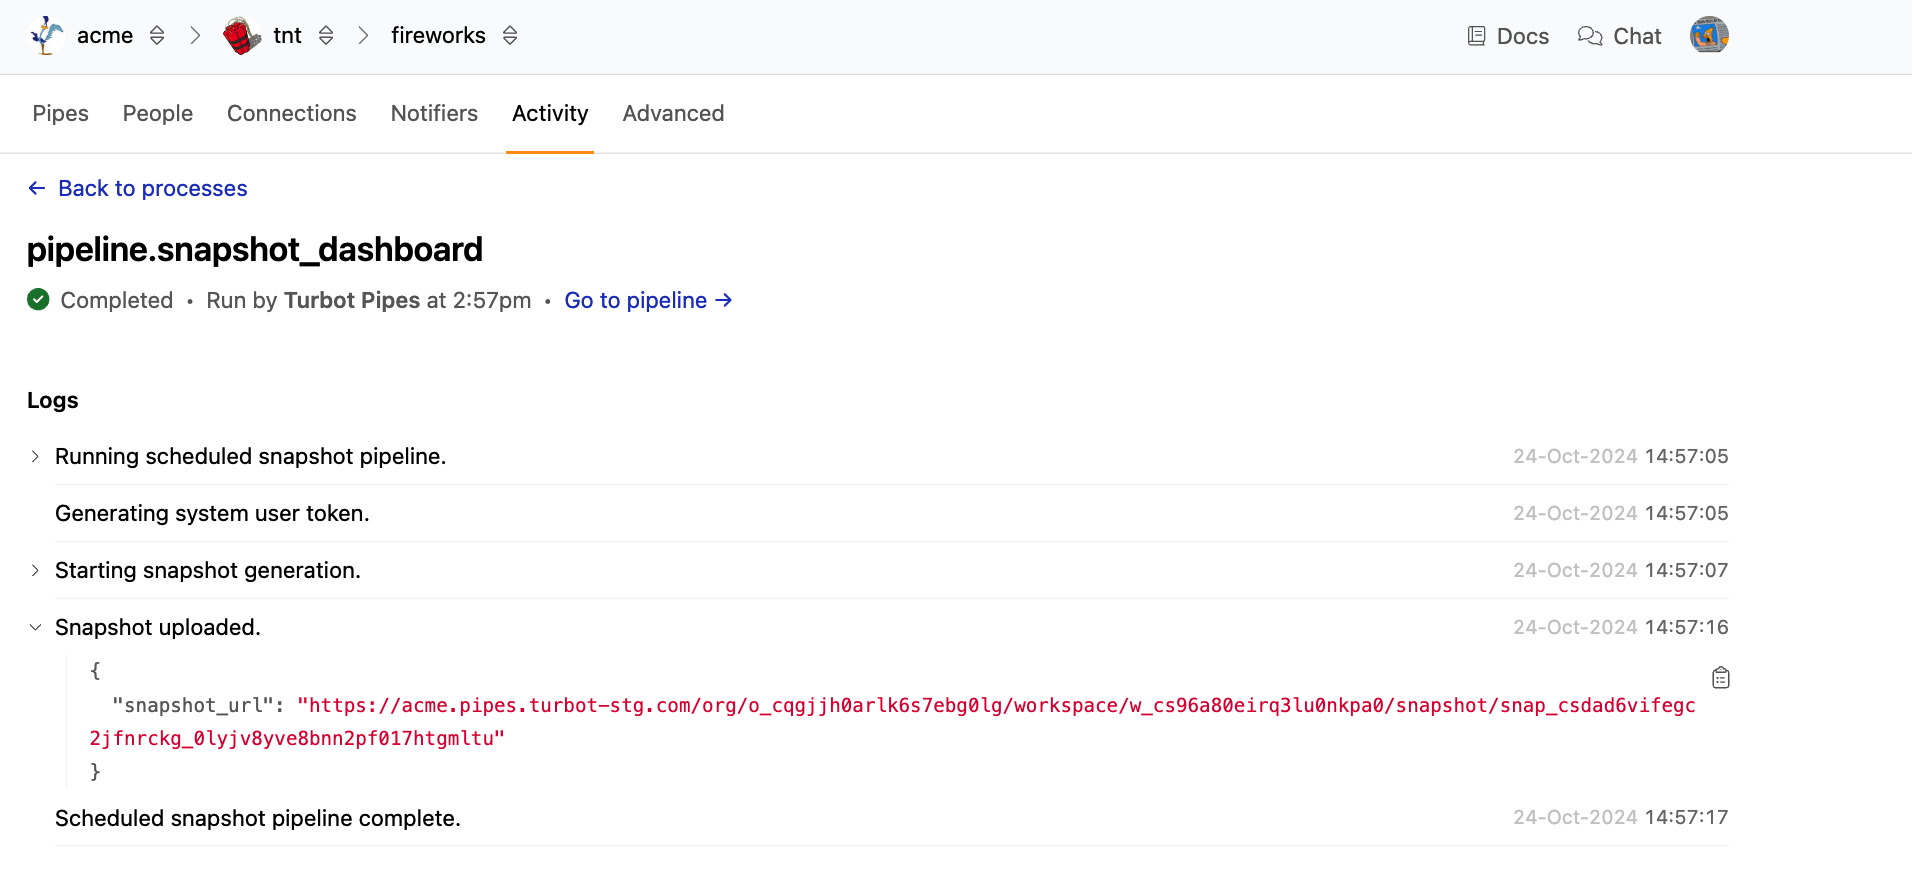 acme tnt fireworks Docs Chat
Pipes People Connections Notifiers Activity Advanced
← Back to processes
pipeline.snapshot_dashboard
Completed • Run by Turbot Pipes at 2:57pm • Go to pipeline →
Logs
Running scheduled snapshot pipeline. 24-Oct-2024 14:57:05
Generating system user token. 24-Oct-2024 14:57:05
Starting snapshot generation. 24-Oct-2024 14:57:07
Snapshot uploaded. 24-Oct-2024 14:57:16
{
"snapshot_url": "https://acme.pipes.turbot-stg.com/org/o_cqgjjh0arlk6s7ebg0lg/workspace/w_cs96a80eirq3lu0nkpa0/snapshot/snap_csdad6vifegc
2jfnrckg_0lyjv8yve8bnn2pf017htgmltu"
}
Scheduled snapshot pipeline complete. 24-Oct-2024 14:57:17